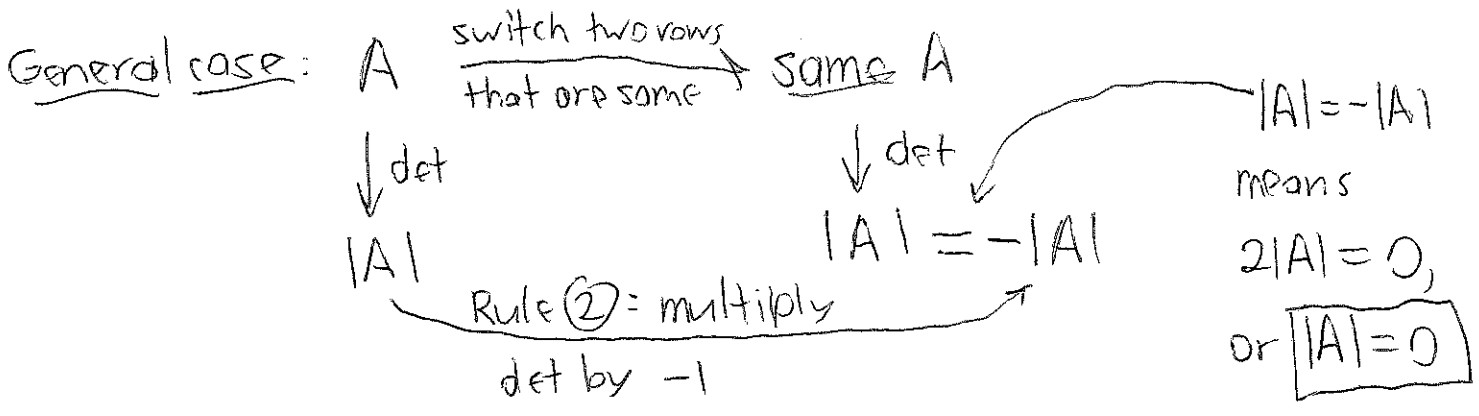 General case: A switch two rows that are same same A
det
det
|A|
|A| = -|A|
Rule ②: multiply
det by -1
|A| = -|A|
means
2|A| = 0,
or |A| = 0